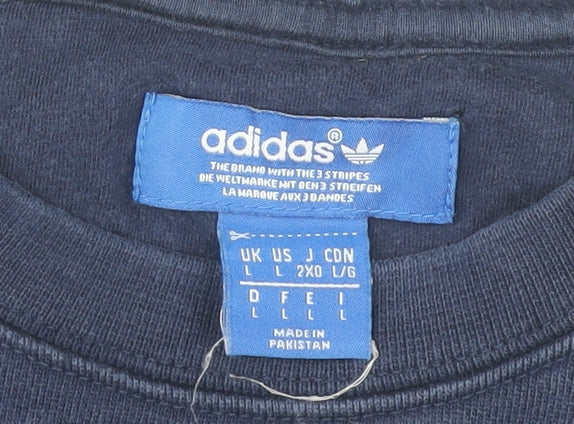 adidas®
THE BRAND WITH THE 3 STRIPES
DIE WELTMARKE MIT DEN 3 STREIFEN
LA MARQUE AUX 3 BANDES
UK US J CDN
L L 2XO L/G
D F E I
L L L L
MADE IN
PAKISTAN